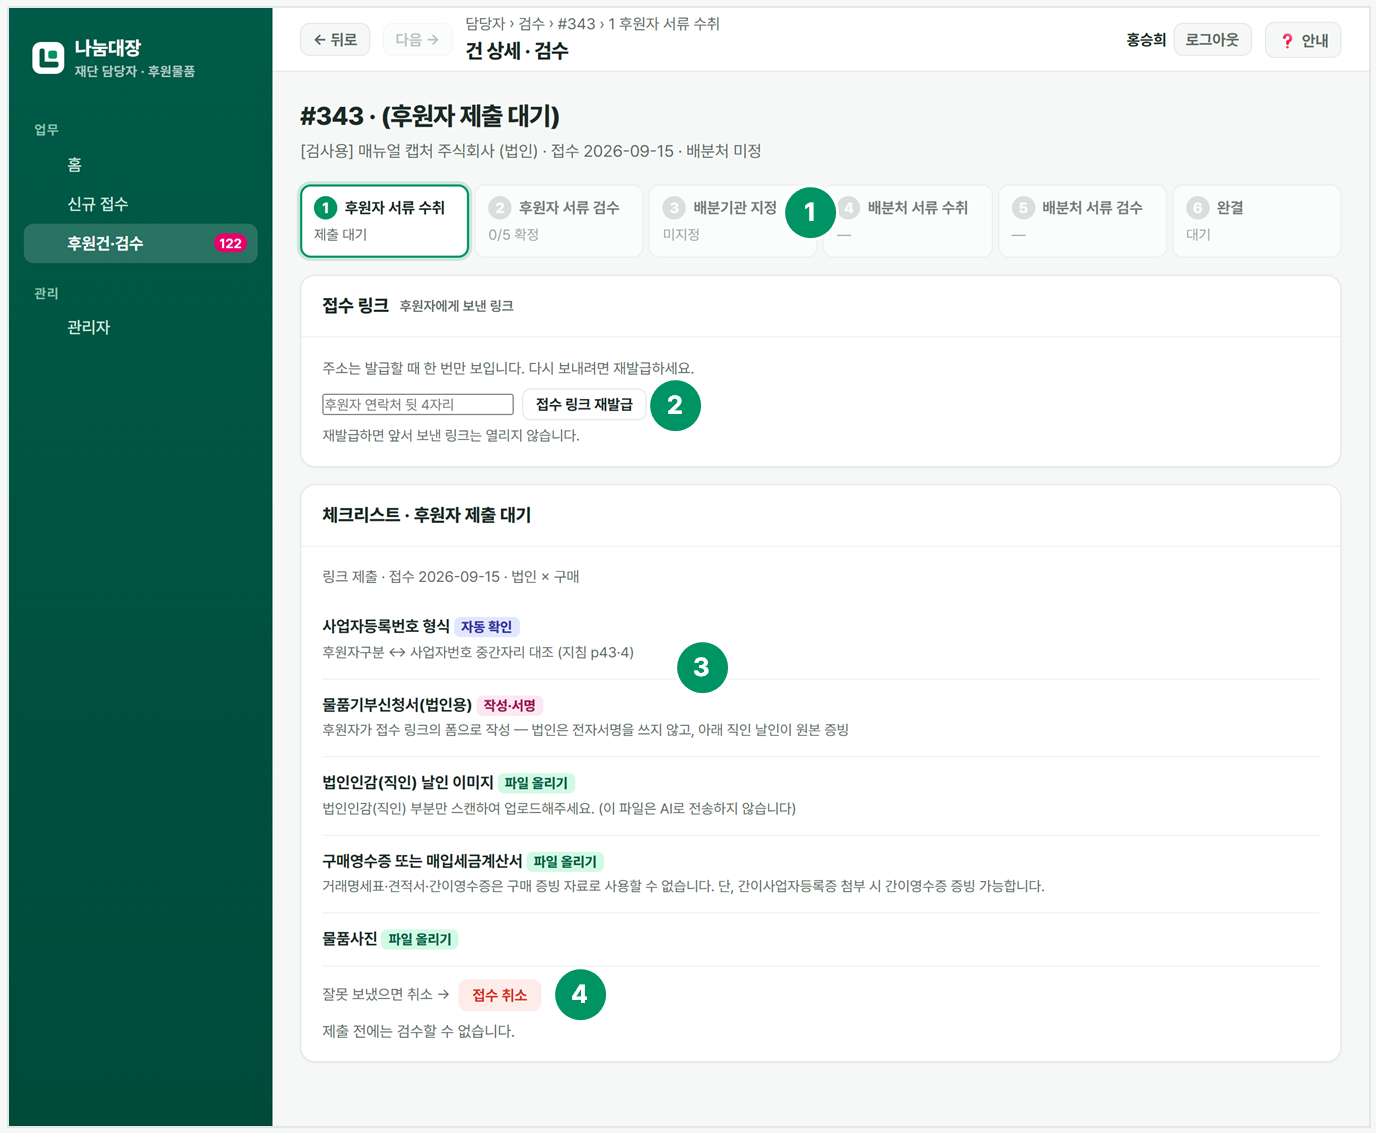 나눔대장
재단 담당자 · 후원물품
업무
홈
신규 접수
후원건·검수 122
관리
관리자
← 뒤로
다음 →
담당자 › 검수 › #343 › 1 후원자 서류 수취
건 상세 · 검수
홍승희
로그아웃
❓ 안내
#343 · (후원자 제출 대기)
[검사용] 매뉴얼 캡처 주식회사 (법인) · 접수 2026-09-15 · 배분처 미정
1 후원자 서류 수취
제출 대기
2 후원자 서류 검수
0/5 확정
3 배분기관 지정
미지정
1
4 배분처 서류 수취
—
5 배분처 서류 검수
—
6 완결
대기
접수 링크 후원자에게 보낸 링크
주소는 발급할 때 한 번만 보입니다. 다시 보내려면 재발급하세요.
후원자 연락처 뒷 4자리 접수 링크 재발급 2
재발급하면 앞서 보낸 링크는 열리지 않습니다.
체크리스트 · 후원자 제출 대기
링크 제출 · 접수 2026-09-15 · 법인 × 구매
사업자등록번호 형식 자동 확인
후원자구분 ↔ 사업자번호 중간자리 대조 (지침 p43·4)
3
물품기부신청서(법인용) 작성·서명
후원자가 접수 링크의 폼으로 작성 — 법인은 전자서명을 쓰지 않고, 아래 직인 날인이 원본 증빙
법인인감(직인) 날인 이미지 파일 올리기
법인인감(직인) 부분만 스캔하여 업로드해주세요. (이 파일은 AI로 전송하지 않습니다)
구매영수증 또는 매입세금계산서 파일 올리기
거래명세표·견적서·간이영수증은 구매 증빙 자료로 사용할 수 없습니다. 단, 간이사업자등록증 첨부 시 간이영수증 증빙 가능합니다.
물품사진 파일 올리기
잘못 보냈으면 취소 → 접수 취소 4
제출 전에는 검수할 수 없습니다.